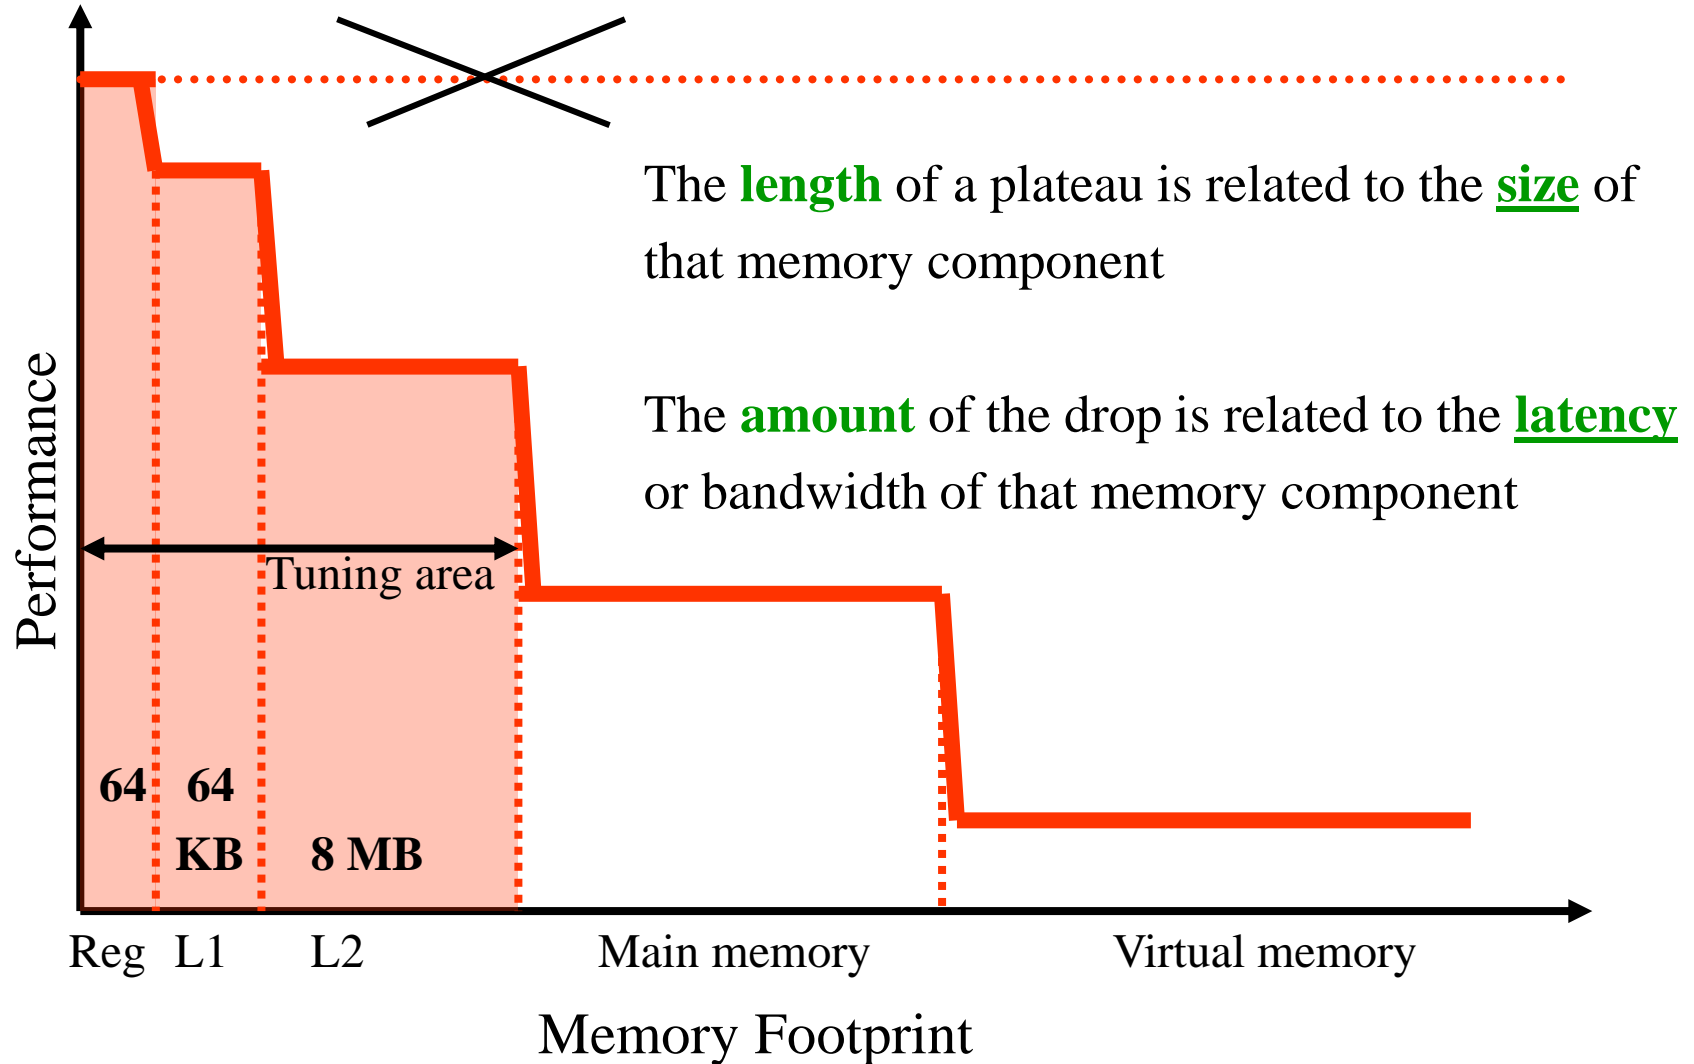 The length of a plateau is related to the size of
that memory component
The amount of the drop is related to the latency
or bandwidth of that memory component
Performance
Tuning area
64
64
KB
8 MB
Reg
L1
L2
Main memory
Virtual memory
Memory Footprint